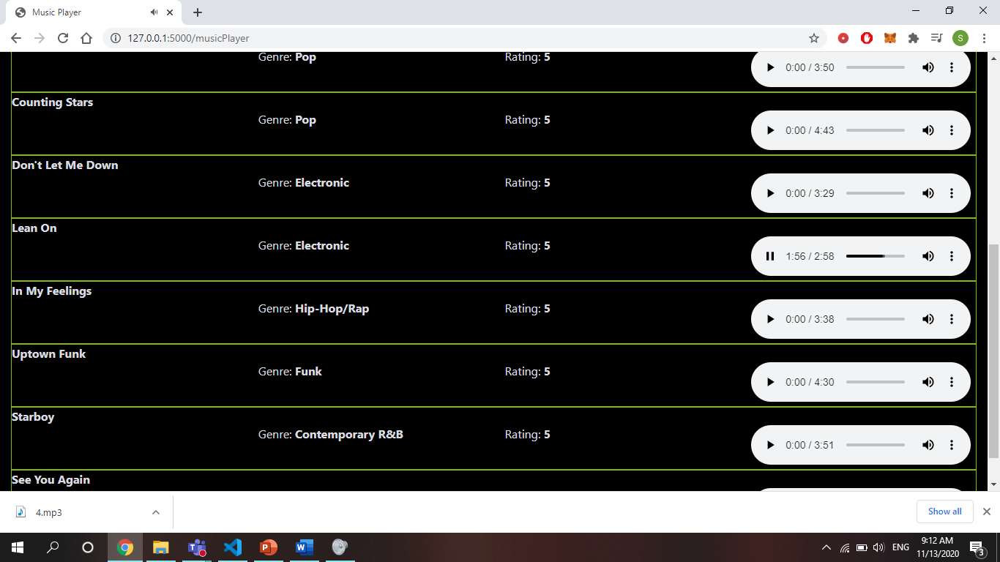 Music Player
127.0.0.1:5000/musicPlayer
S
Genre: Pop Rating: 5 0:00 / 3:50
Counting Stars
Genre: Pop Rating: 5 0:00 / 4:43
Don't Let Me Down
Genre: Electronic Rating: 5 0:00 / 3:29
Lean On
Genre: Electronic Rating: 5 1:56 / 2:58
In My Feelings
Genre: Hip-Hop/Rap Rating: 5 0:00 / 3:38
Uptown Funk
Genre: Funk Rating: 5 0:00 / 4:30
Starboy
Genre: Contemporary R&B Rating: 5 0:00 / 3:51
See You Again
4.mp3 Show all
ENG 9:12 AM
11/13/2020 3